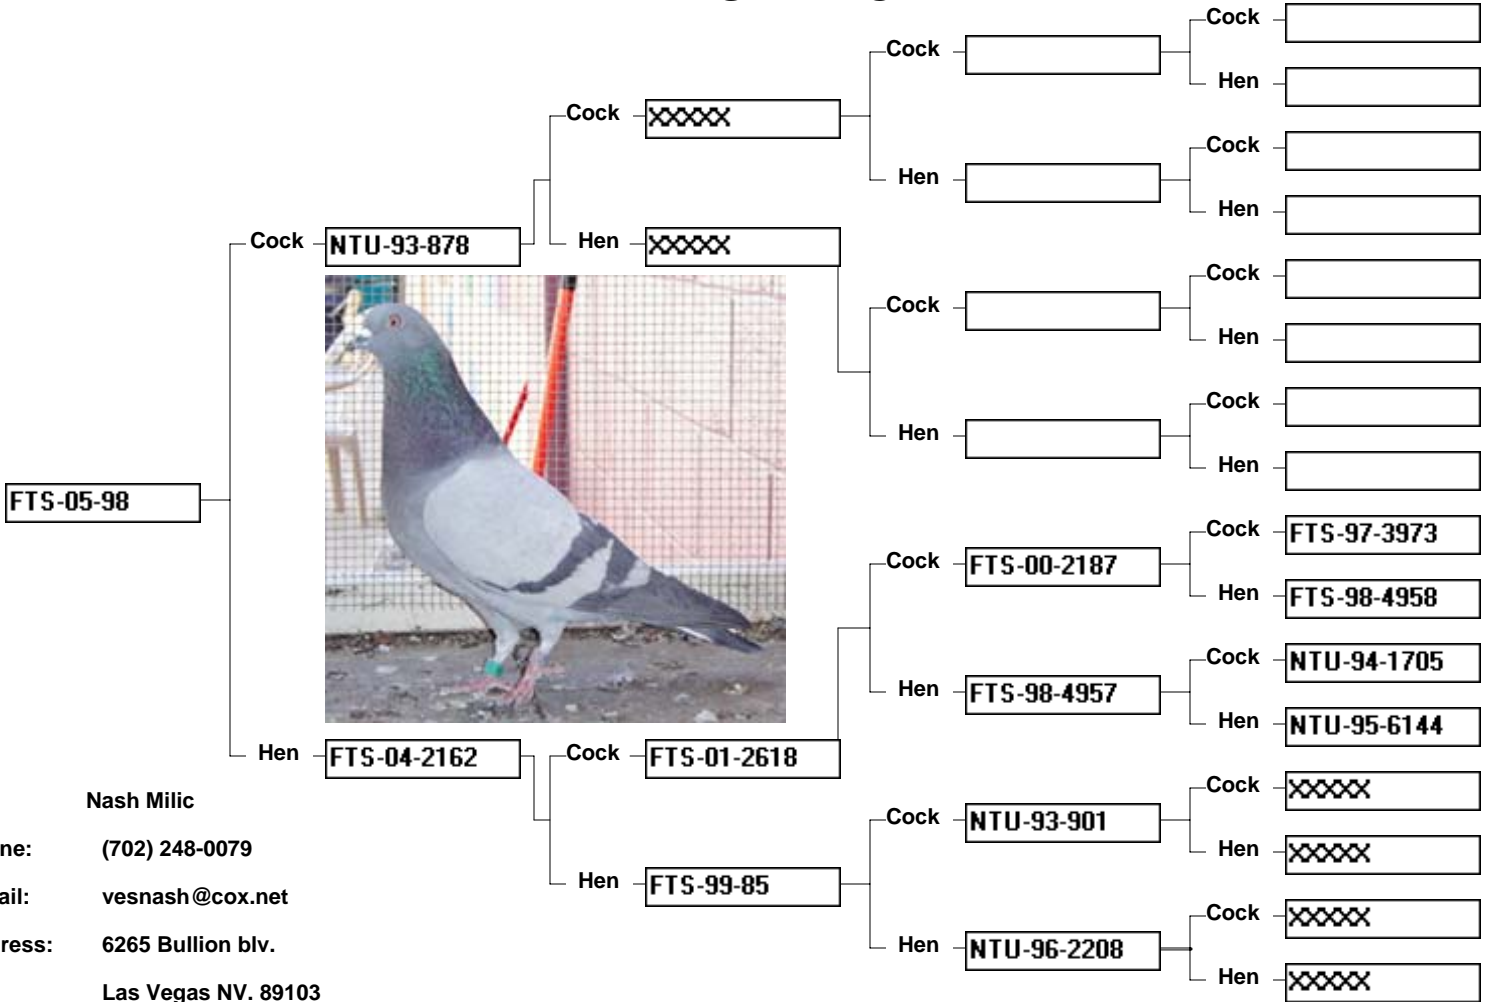 Cock
Cock
Hen
Cock XXXXX
Cock
Hen
Hen
Cock NTU-93-878
Hen XXXXX
Cock
Cock
Hen
Cock
Hen
Hen
FTS-05-98
Cock FTS-97-3973
Cock FTS-00-2187
Hen FTS-98-4958
Cock NTU-94-1705
Hen FTS-98-4957
Hen NTU-95-6144
Hen FTS-04-2162
Cock FTS-01-2618
Cock XXXXX
Cock NTU-93-901
Hen XXXXX
Hen FTS-99-85
Cock XXXXX
Hen NTU-96-2208
Hen XXXXX
Nash Milic
ne: (702) 248-0079
ail: vesnash@cox.net
ress: 6265 Bullion blv.
Las Vegas NV. 89103